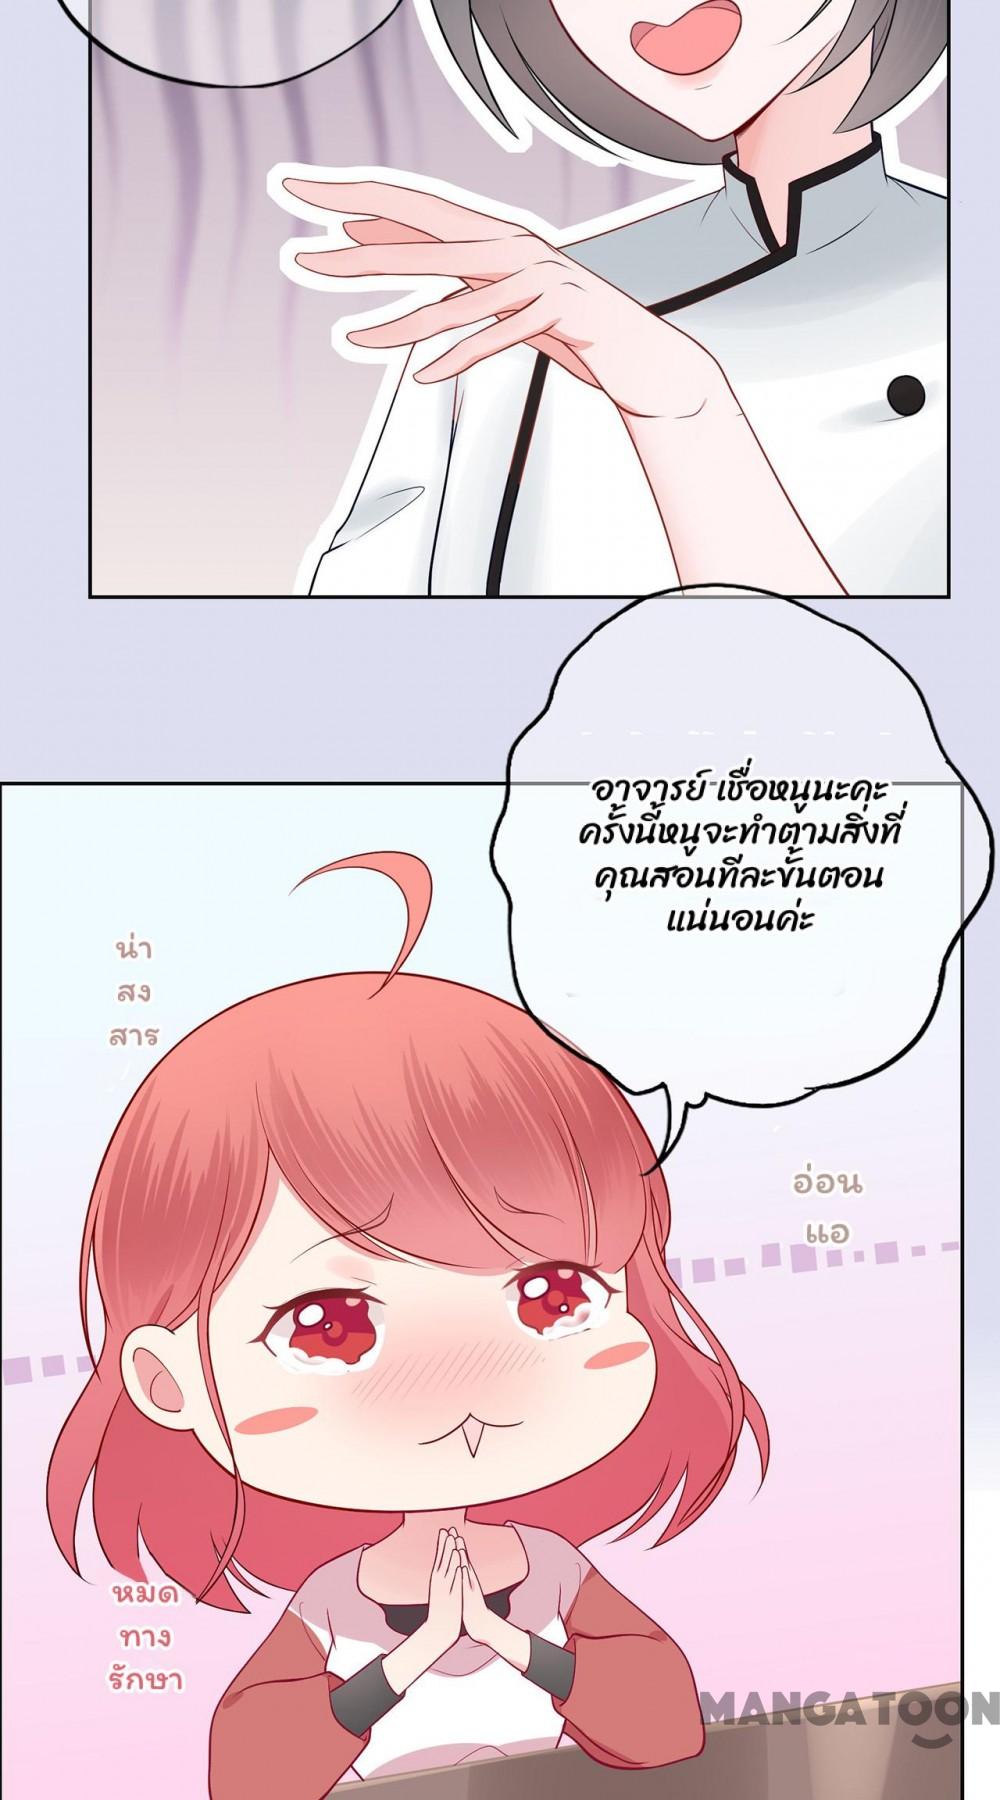 อาจารย์ เชื่อหนูนะคะ
ครั้งนี้หนูจะทำตามสิ่งที่
คุณสอนทีละขั้นตอน
แน่นอนค่ะ
น่า
สง
สาร
อ่อน
แอ
หมด
ทาง
รักษา
MANGATOON